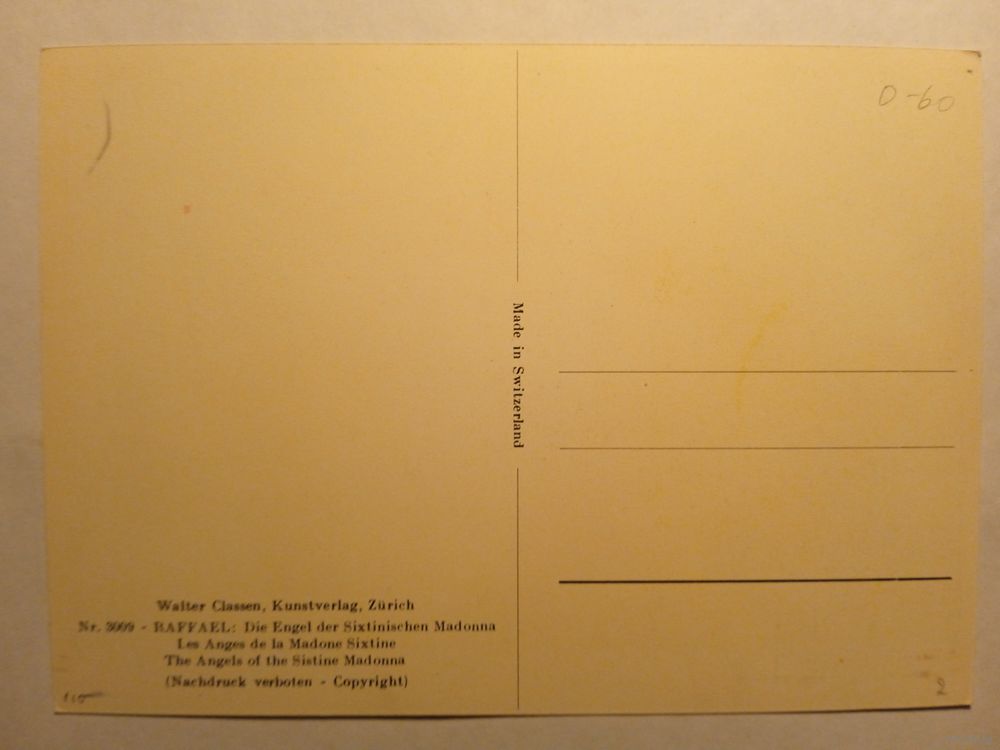 Walter Classen, Kunstverlag, Zürich
Nr. 3009 - RAFFAEL: Die Engel der Sixtinischen Madonna
Les Anges de la Madone Sixtine
The Angels of the Sistine Madonna
(Nachdruck verboten - Copyright)
Made in Switzerland
0-60
2